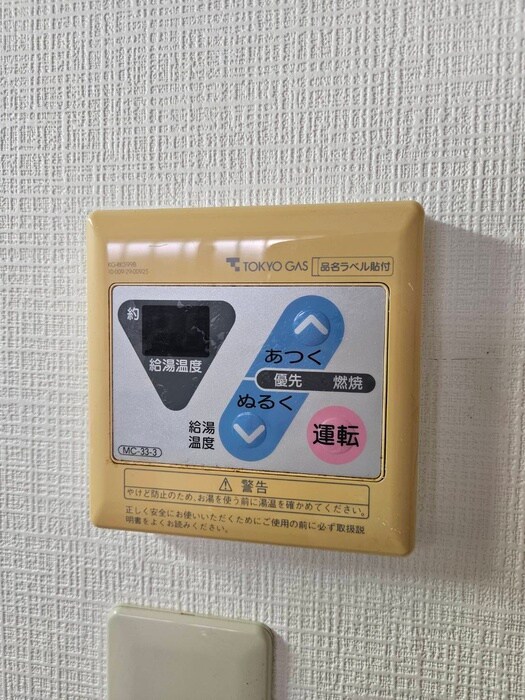 TOKYO GAS 品名ラベル貼付
約
給湯温度
あつく
優先 燃焼
ぬるく
給湯
温度
運転
MC-33-3
⚠ 警告
やけど防止のため、お湯を使う前に湯温を確かめてください。
正しく安全にお使いいただくためにご使用の前に必ず取扱説
明書をよくお読みください。